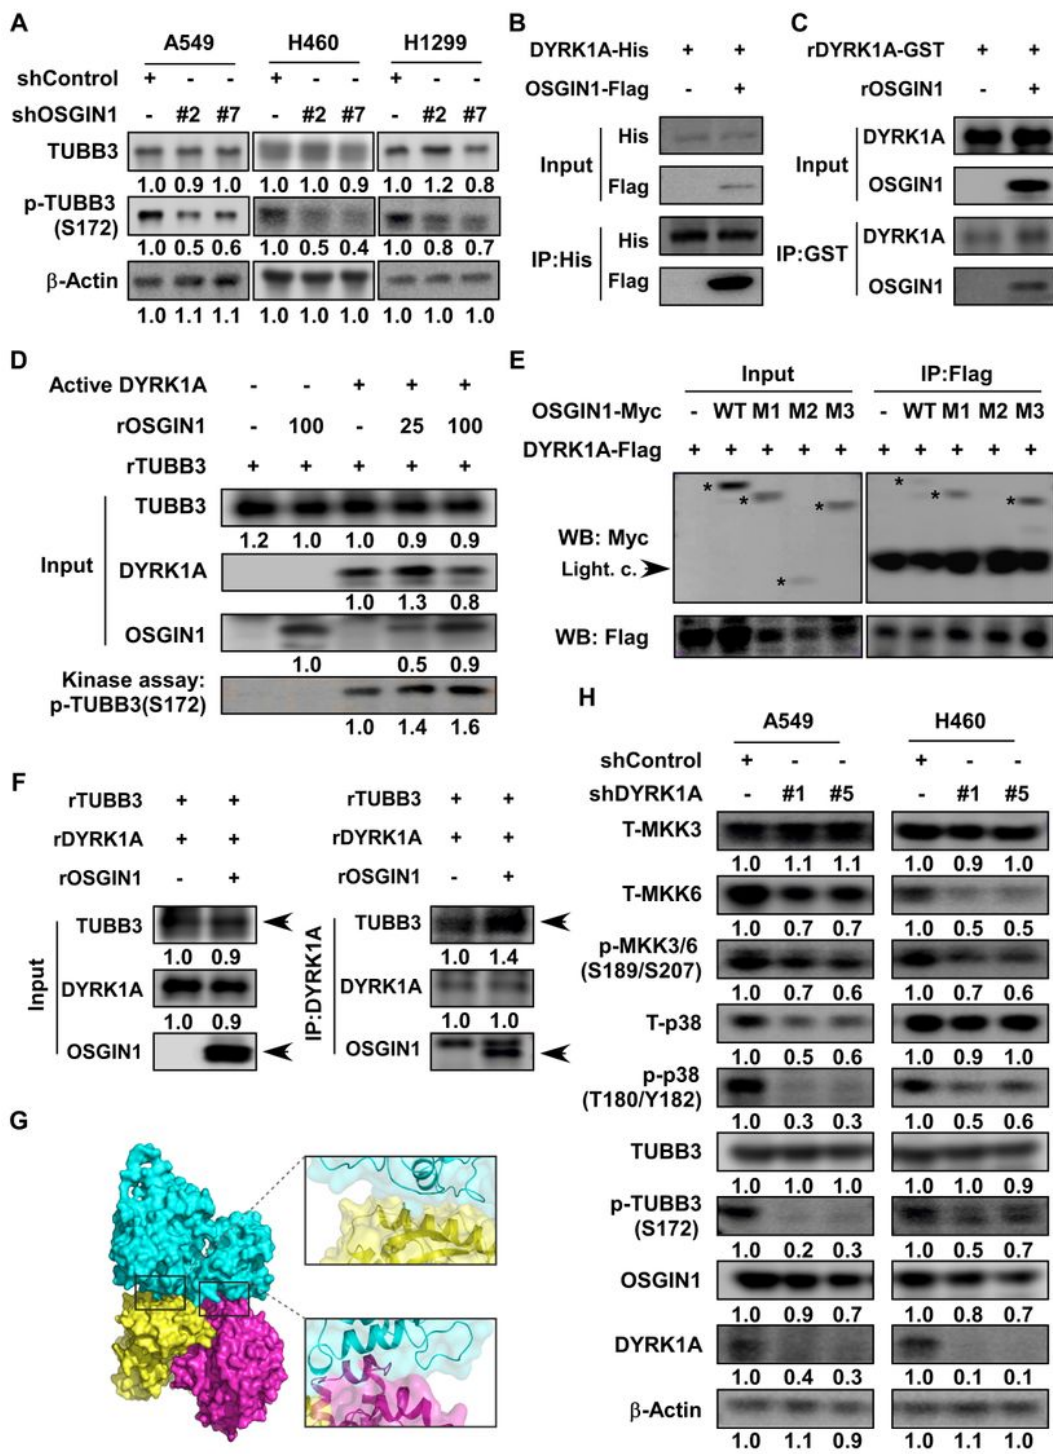 A
A549 H460 H1299
shControl + - - + - - + - -
shOSGIN1 - #2 #7 - #2 #7 - #2 #7
TUBB3
1.0 0.9 1.0 1.0 1.0 0.9 1.0 1.2 0.8
p-TUBB3
(S172)
1.0 0.5 0.6 1.0 0.5 0.4 1.0 0.8 0.7
β-Actin
1.0 1.1 1.1 1.0 1.0 1.0 1.0 1.0 1.0
B
DYRK1A-His + +
OSGIN1-Flag - +
Input
His
Flag
IP:His
His
Flag
C
rDYRK1A-GST + +
rOSGIN1 - +
Input
DYRK1A
OSGIN1
IP:GST
DYRK1A
OSGIN1
D
Active DYRK1A - - + + +
rOSGIN1 - 100 - 25 100
rTUBB3 + + + + +
Input
TUBB3
1.2 1.0 1.0 0.9 0.9
DYRK1A
1.0 1.3 0.8
OSGIN1
1.0 0.5 0.9
Kinase assay:
p-TUBB3(S172)
1.0 1.4 1.6
E
Input IP:Flag
OSGIN1-Myc - WT M1 M2 M3 - WT M1 M2 M3
DYRK1A-Flag + + + + + + + + + +
* * * * * * *
WB: Myc
Light. c.
WB: Flag
F
rTUBB3 + +
rDYRK1A + +
rOSGIN1 - +
Input
TUBB3
1.0 0.9
DYRK1A
1.0 0.9
OSGIN1
rTUBB3 + +
rDYRK1A + +
rOSGIN1 - +
IP:DYRK1A
TUBB3
1.0 1.4
DYRK1A
1.0 1.0
OSGIN1
G
H
A549 H460
shControl + - - + - -
shDYRK1A - #1 #5 - #1 #5
T-MKK3
1.0 1.1 1.1 1.0 0.9 1.0
T-MKK6
1.0 0.7 0.7 1.0 0.5 0.5
p-MKK3/6
(S189/S207)
1.0 0.7 0.6 1.0 0.7 0.6
T-p38
1.0 0.5 0.6 1.0 0.9 1.0
p-p38
(T180/Y182)
1.0 0.3 0.3 1.0 0.5 0.6
TUBB3
1.0 1.0 1.0 1.0 1.0 0.9
p-TUBB3
(S172)
1.0 0.2 0.3 1.0 0.5 0.7
OSGIN1
1.0 0.9 0.7 1.0 0.8 0.7
DYRK1A
1.0 0.4 0.3 1.0 0.1 0.1
β-Actin
1.0 1.1 0.9 1.0 1.1 1.0